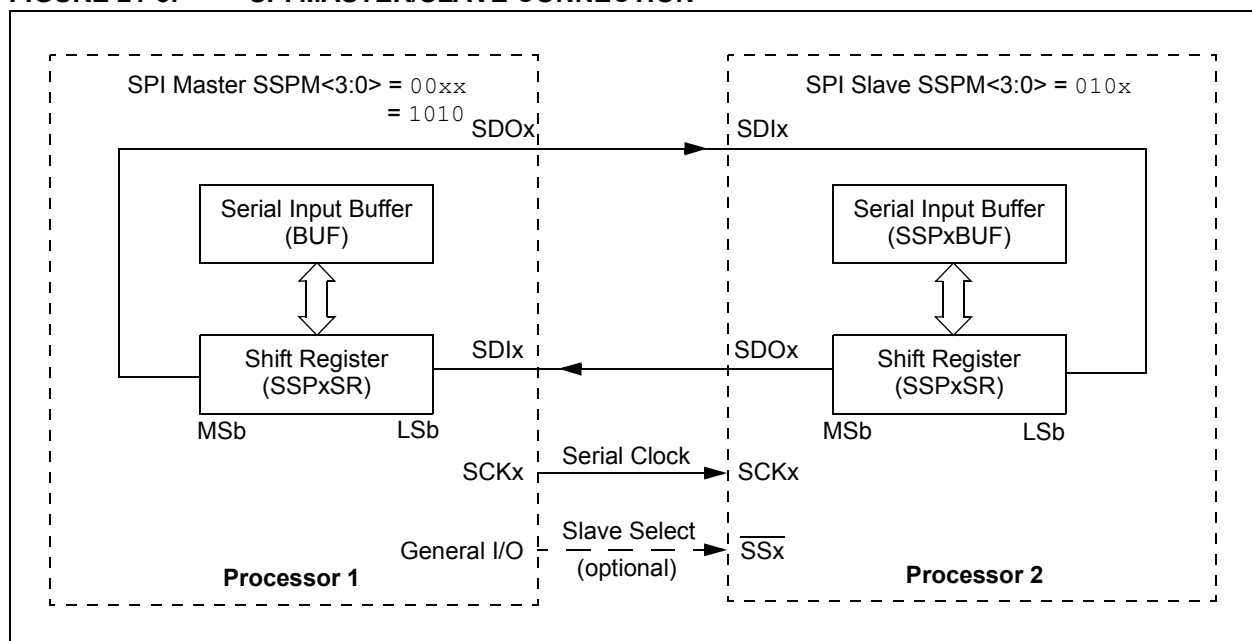 SPI Master SSPM<3:0> = 00xx
= 1010
SPI Slave SSPM<3:0> = 010x
SDOx
SDIx
Serial Input Buffer
(BUF)
Serial Input Buffer
(SSPxBUF)
Shift Register
(SSPxSR)
SDIx
SDOx
Shift Register
(SSPxSR)
MSb
LSb
MSb
LSb
SCKx
Serial Clock
SCKx
General I/O
Slave Select
(optional)
SSx
Processor 1
Processor 2